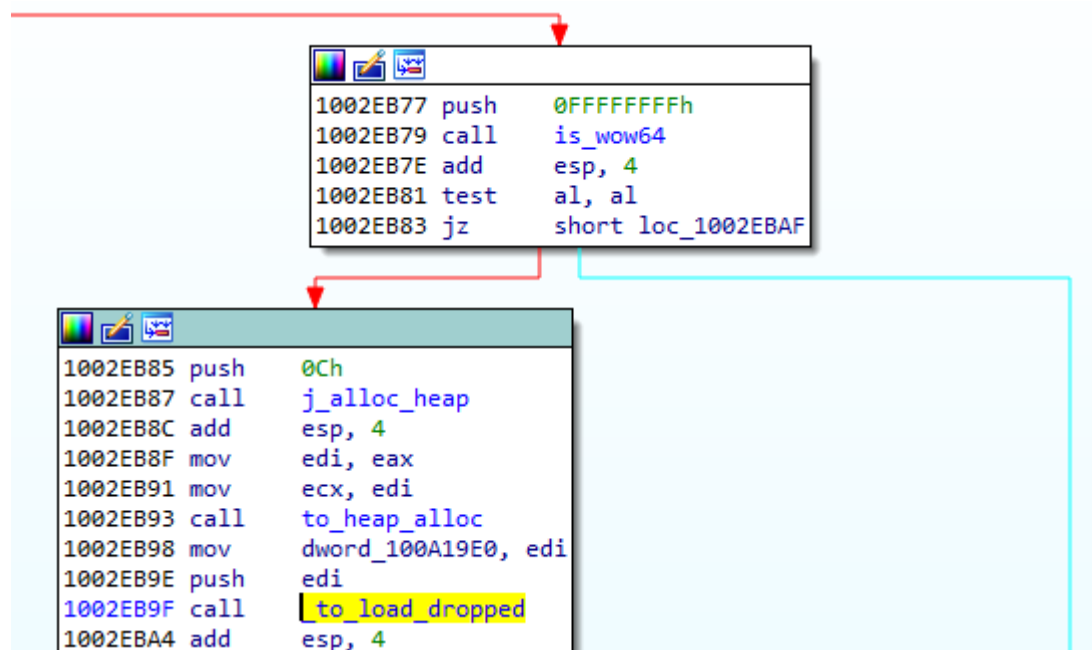 1002EB77 push 0FFFFFFFFh
1002EB79 call is_wow64
1002EB7E add esp, 4
1002EB81 test al, al
1002EB83 jz short loc_1002EBAF
1002EB85 push 0Ch
1002EB87 call j_alloc_heap
1002EB8C add esp, 4
1002EB8F mov edi, eax
1002EB91 mov ecx, edi
1002EB93 call to_heap_alloc
1002EB98 mov dword_100A19E0, edi
1002EB9E push edi
1002EB9F call _to_load_dropped
1002EBA4 add esp, 4